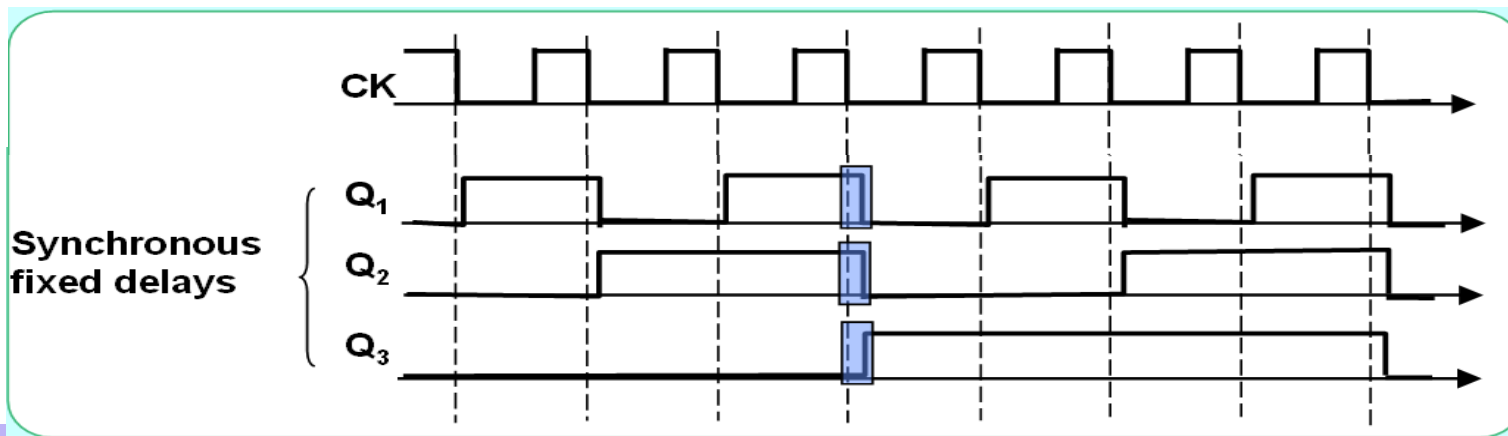 CK
Q₁
Synchronous
fixed delays
Q₂
Q₃